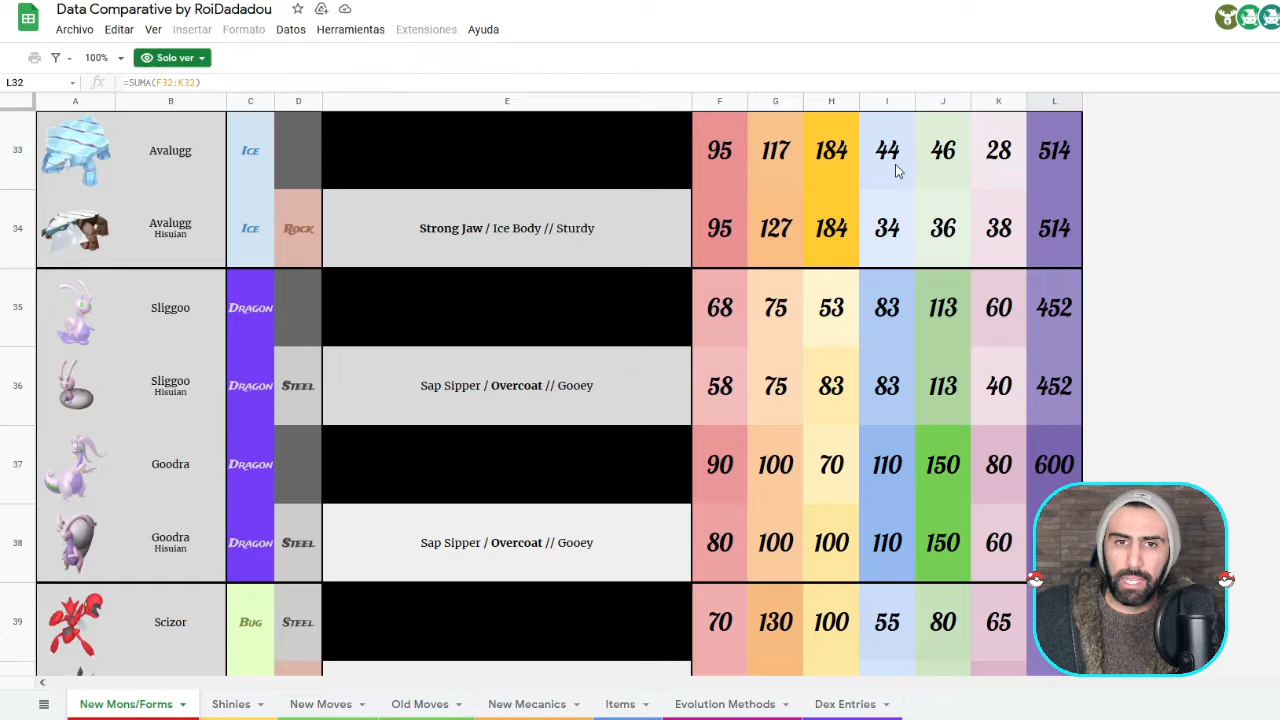 Data Comparative by RoiDadadou
Archivo Editar Ver Insertar Formato Datos Herramientas Extensiones Ayuda
100% Solo ver
L32 fx =SUMA(F32:K32)
A B C D E F G H I J K L
33 Avalugg Ice 95 117 184 44 46 28 514
34 Avalugg Ice Rock Strong Jaw / Ice Body // Sturdy 95 127 184 34 36 38 514
Hisuian
35 Sliggoo Dragon 68 75 53 83 113 60 452
36 Sliggoo Dragon Steel Sap Sipper / Overcoat // Gooey 58 75 83 83 113 40 452
Hisuian
37 Goodra Dragon 90 100 70 110 150 80 600
38 Goodra Dragon Steel Sap Sipper / Overcoat // Gooey 80 100 100 110 150 60
Hisuian
39 Scizor Bug Steel 70 130 100 55 80 65
New Mons/Forms Shinies New Moves Old Moves New Mecanics Items Evolution Methods Dex Entries